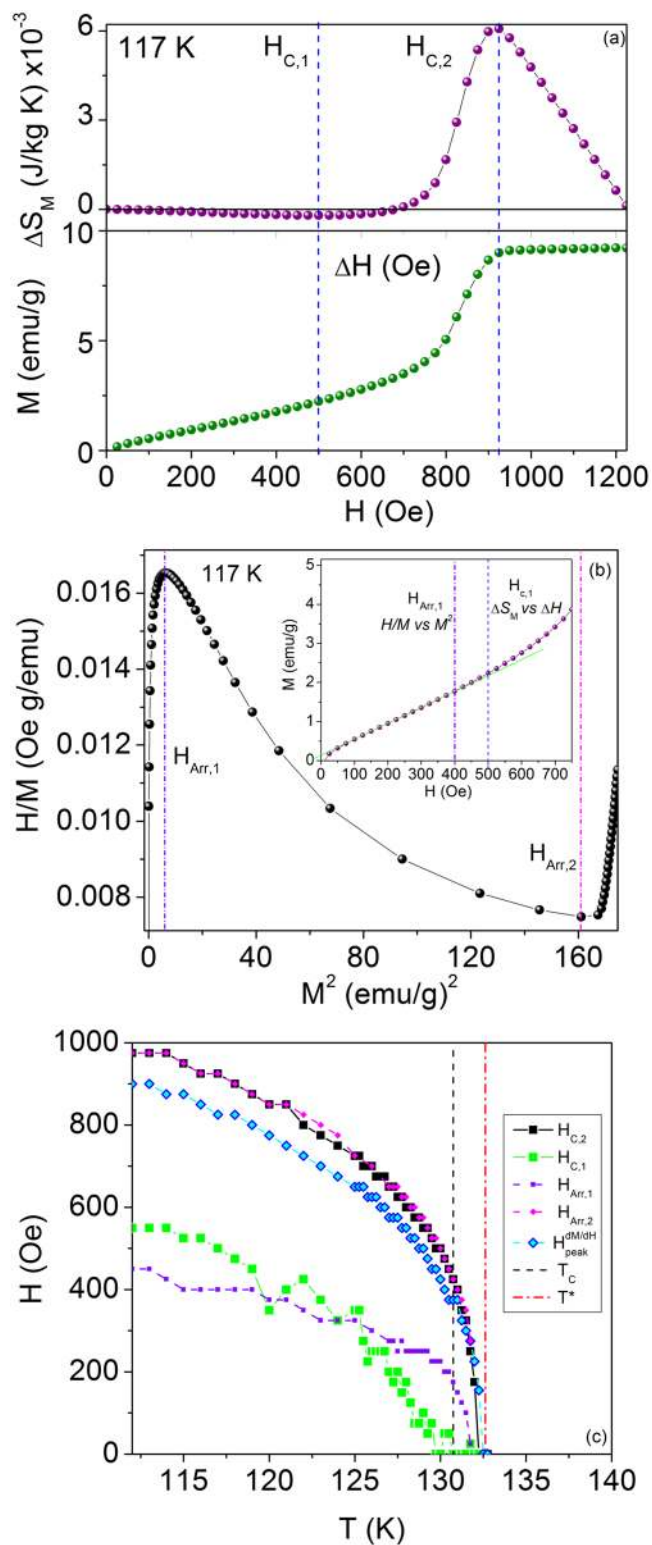 117 K H_C,1 H_C,2 (a)
6
3
0
ΔS_M (J/kg K) x10^-3
ΔH (Oe)
10
5
0
M (emu/g)
0 200 400 600 800 1000 1200
H (Oe)
117 K (b)
0.016
0.014
0.012
0.010
0.008
H/M (Oe g/emu)
H_Arr,1
H_Arr,2
5
4
3
2
1
0
M (emu/g)
H_Arr,1
H/M vs M^2
H_c,1
ΔS_M vs ΔH
0 100 200 300 400 500 600 700
H (Oe)
0 40 80 120 160
M^2 (emu/g)^2
1000
800
600
400
200
0
H (Oe)
H_C,2
H_C,1
H_Arr,1
H_Arr,2
H_peak^dM/dH
T_C
T*
(c)
115 120 125 130 135 140
T (K)